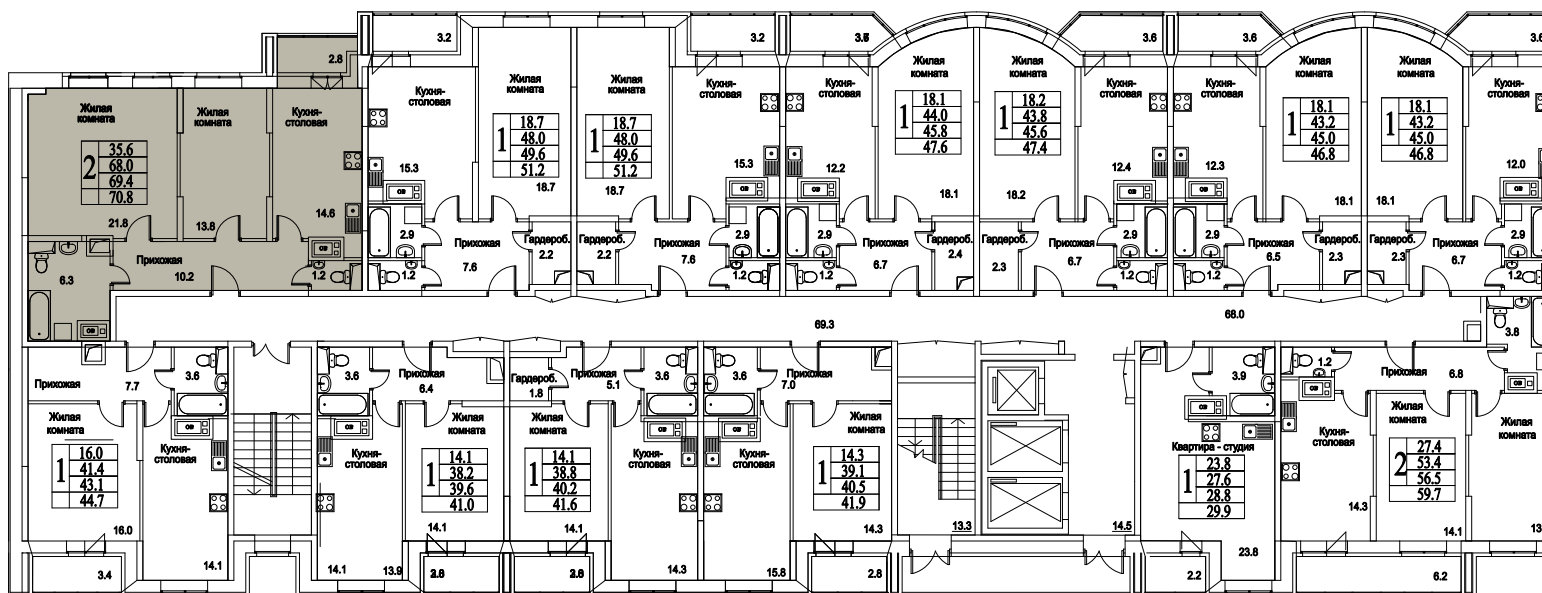 3.2
3.2
3.6
3.6
3.6
2.8
Жилая
комната
Жилая
комната
Кухня-
столовая
2
35.6
68.0
69.4
70.8
21.8
13.8
14.6
6.3
Прихожая
10.2
1.2
Кухня-
столовая
Жилая
комната
1
18.7
48.0
49.6
51.2
15.3
18.7
2.9
1.2
Прихожая
7.6
Гардероб.
2.2
Жилая
комната
Кухня-
столовая
1
18.7
48.0
49.6
51.2
18.7
15.3
Гардероб.
2.2
Прихожая
7.6
2.9
1.2
Кухня-
столовая
Жилая
комната
1
18.1
44.0
45.8
47.6
12.2
18.1
2.9
1.2
Прихожая
6.7
Гардероб.
2.4
Жилая
комната
Кухня-
столовая
1
18.2
43.8
45.6
47.4
18.2
12.4
Гардероб.
2.3
Прихожая
6.7
2.9
1.2
Кухня-
столовая
Жилая
комната
1
18.1
43.2
45.0
46.8
12.3
18.1
2.9
1.2
Прихожая
6.5
Гардероб.
2.3
Жилая
комната
Кухня-
столовая
1
18.1
43.2
45.0
46.8
18.1
12.0
Гардероб.
2.3
Прихожая
6.7
2.9
1.2
69.3
68.0
Прихожая
7.7
3.6
Жилая
комната
Кухня-
столовая
1
16.0
41.4
43.1
44.7
16.0
14.1
3.4
3.6
Прихожая
6.4
Кухня-
столовая
Жилая
комната
1
14.1
38.2
39.6
41.0
14.1
14.1
13.9
Гардероб.
1.8
Прихожая
5.1
3.6
Жилая
комната
Кухня-
столовая
1
14.1
38.8
40.2
41.6
14.1
14.3
3.6
Прихожая
7.0
Кухня-
столовая
Жилая
комната
1
14.3
39.1
40.5
41.9
14.3
15.8
2.8
13.3
14.5
3.9
Квартира - студия
1
23.8
27.6
28.8
29.9
23.8
2.2
1.2
Прихожая
6.8
3.8
Кухня-
столовая
Жилая
комната
Жилая
комната
2
27.4
53.4
56.5
59.7
14.3
14.1
6.2